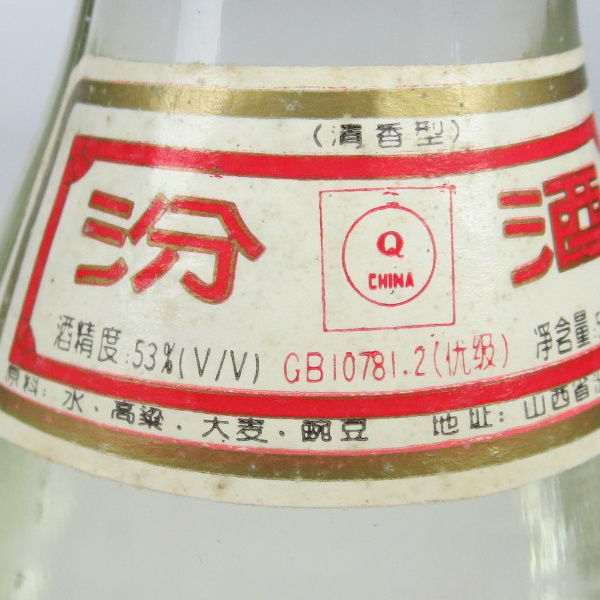 (清香型)
汾酒
Q
CHINA
酒精度:53%(V/V) GB10781.2(优级) 净含量
原料:水·高粱·大麦·豌豆 地址:山西省